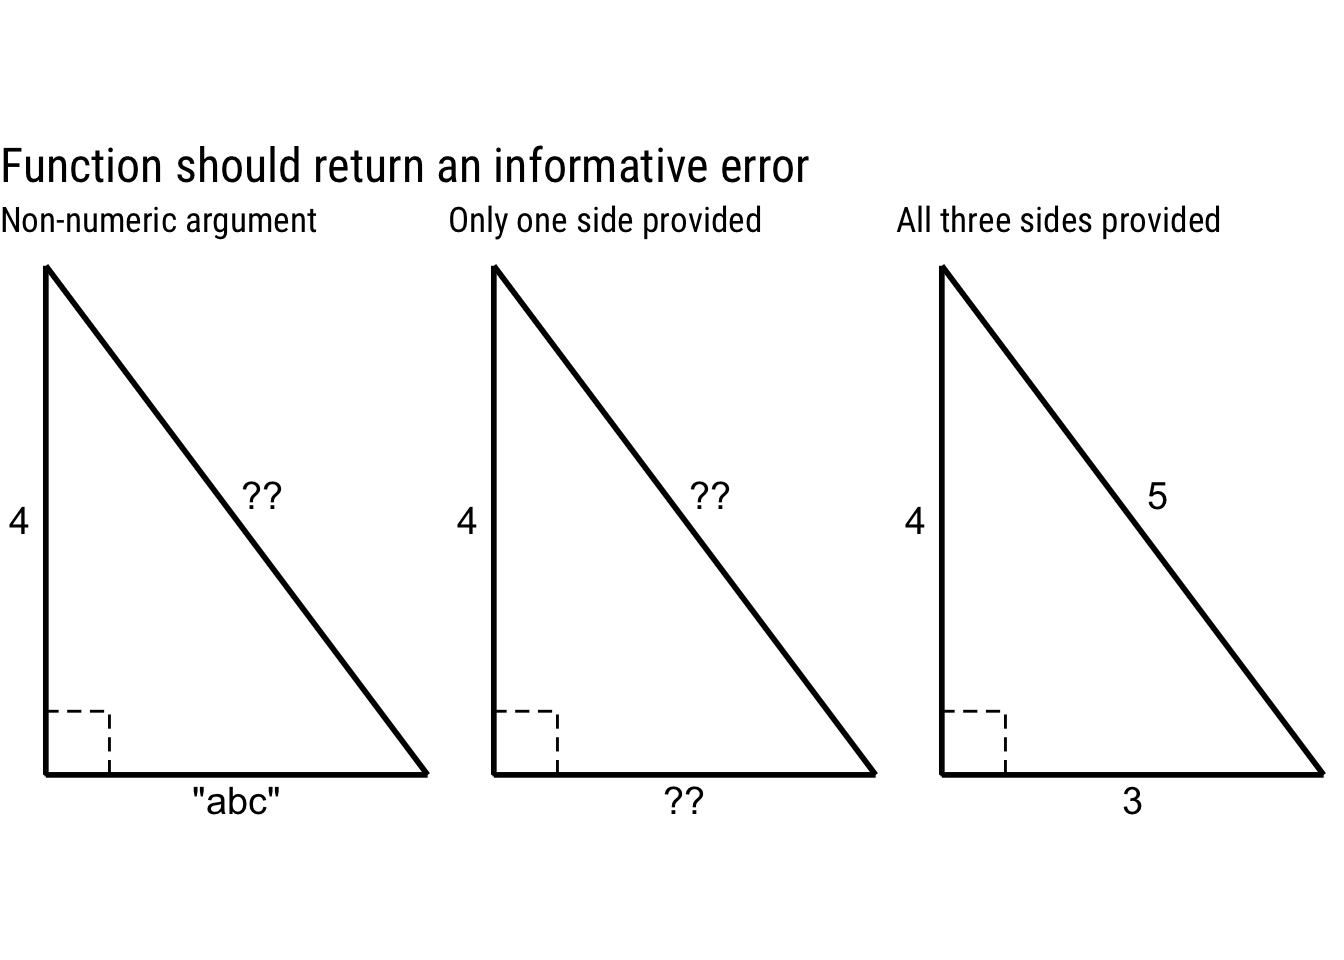 Function should return an informative error
Non-numeric argument
Only one side provided
All three sides provided
4
??
"abc"
4
??
??
4
5
3